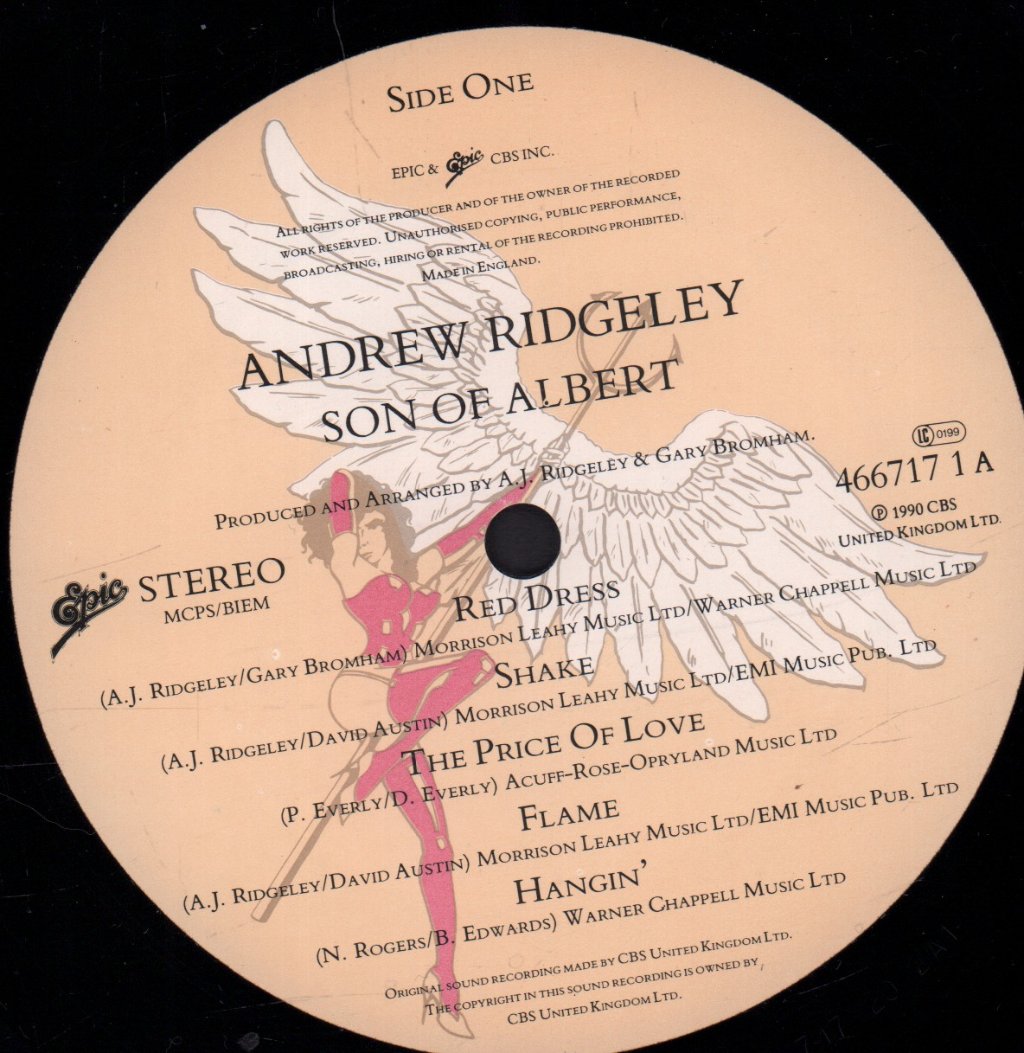 SIDE ONE
EPIC & Epic CBS INC.
ALL RIGHTS OF THE PRODUCER AND OF THE OWNER OF THE RECORDED
WORK RESERVED. UNAUTHORISED COPYING, PUBLIC PERFORMANCE,
BROADCASTING, HIRING OR RENTAL OF THE RECORDING PROHIBITED.
MADE IN ENGLAND.
ANDREW RIDGELEY
SON OF ALBERT
PRODUCED AND ARRANGED BY A.J. RIDGELEY & GARY BROMHAM.
LC 0199
466717 1 A
℗ 1990 CBS
UNITED KINGDOM LTD.
Epic STEREO
MCPS/BIEM
RED DRESS
(A.J. RIDGELEY/GARY BROMHAM) MORRISON LEAHY MUSIC LTD/WARNER CHAPPELL MUSIC LTD
SHAKE
(A.J. RIDGELEY/DAVID AUSTIN) MORRISON LEAHY MUSIC LTD/EMI MUSIC PUB. LTD
THE PRICE OF LOVE
(P. EVERLY/D. EVERLY) ACUFF-ROSE-OPRYLAND MUSIC LTD
FLAME
(A.J. RIDGELEY/DAVID AUSTIN) MORRISON LEAHY MUSIC LTD/EMI MUSIC PUB. LTD
HANGIN'
(N. ROGERS/B. EDWARDS) WARNER CHAPPELL MUSIC LTD
ORIGINAL SOUND RECORDING MADE BY CBS UNITED KINGDOM LTD.
THE COPYRIGHT IN THIS SOUND RECORDING IS OWNED BY
CBS UNITED KINGDOM LTD.